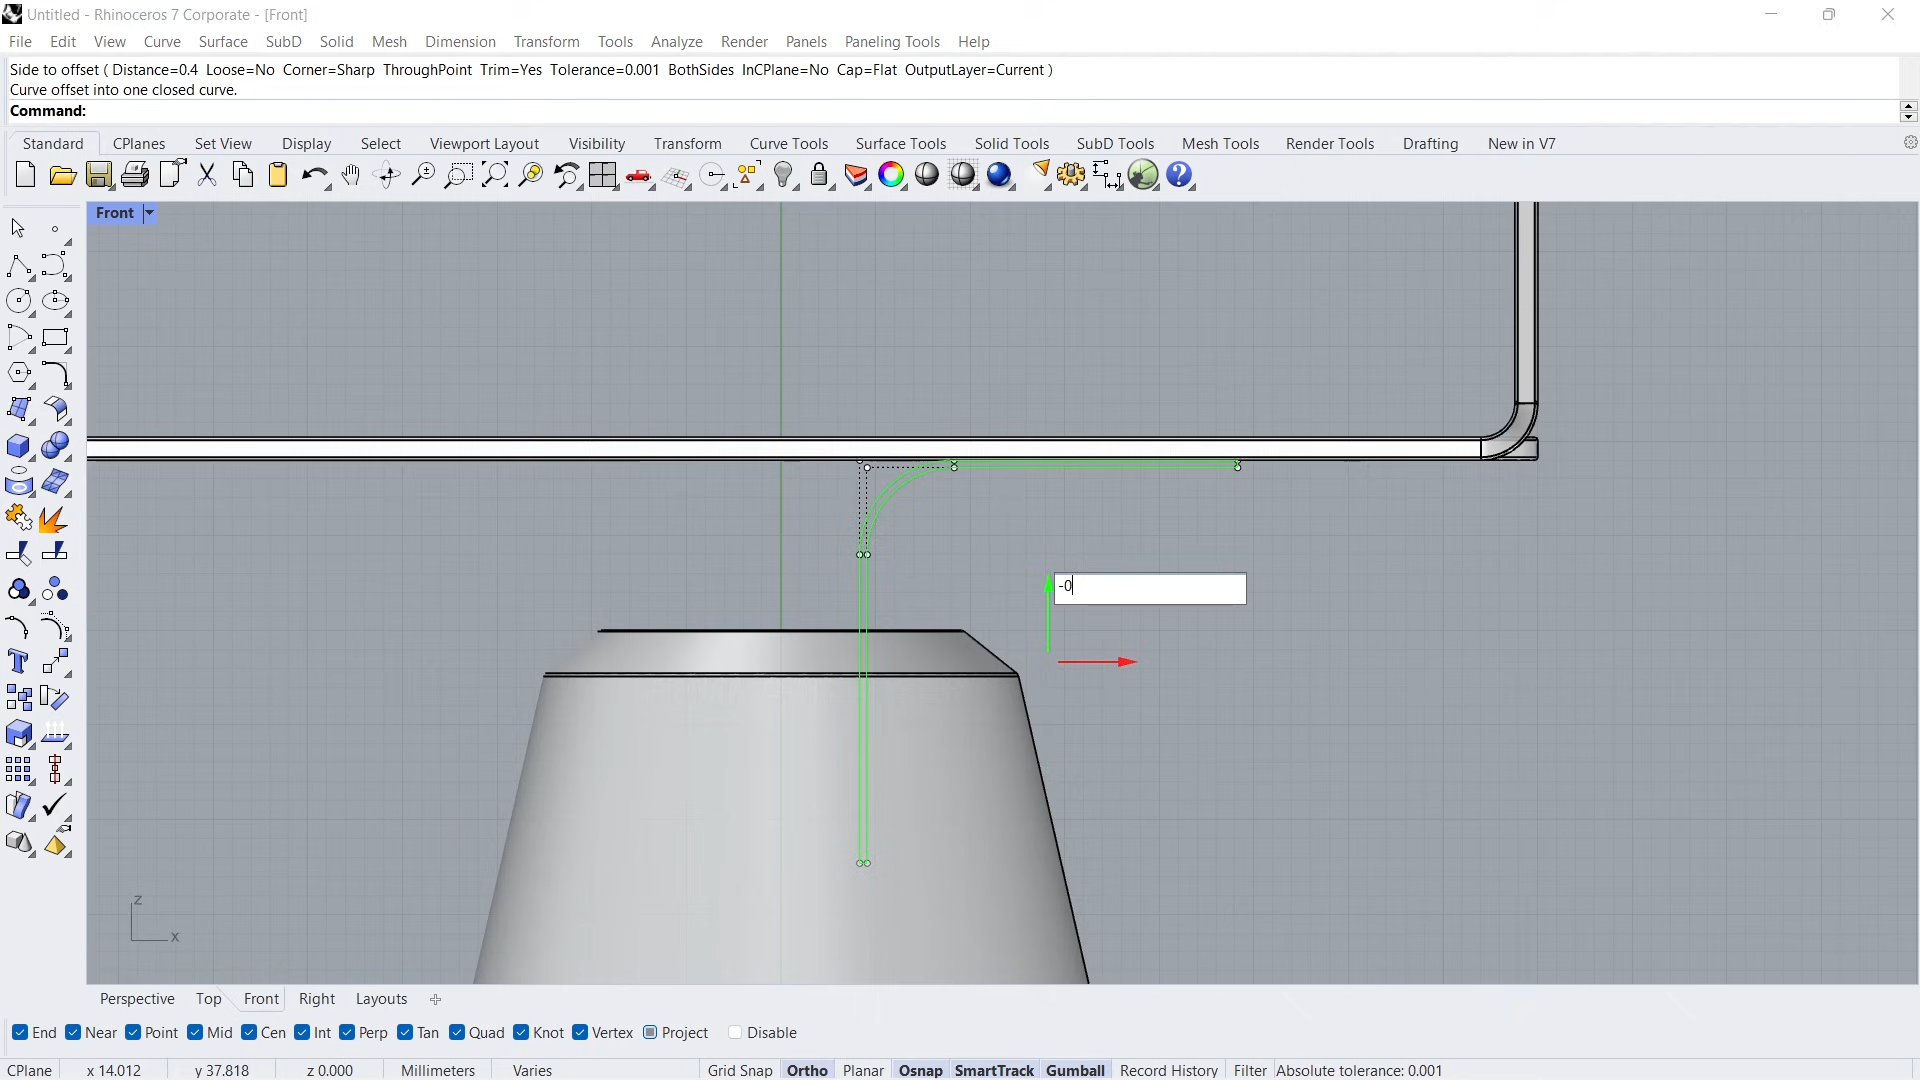 Untitled - Rhinoceros 7 Corporate - [Front]
File Edit View Curve Surface SubD Solid Mesh Dimension Transform Tools Analyze Render Panels Paneling Tools Help
Side to offset ( Distance=0.4 Loose=No Corner=Sharp ThroughPoint Trim=Yes Tolerance=0.001 BothSides InCPlane=No Cap=Flat OutputLayer=Current )
Curve offset into one closed curve.
Command:
Standard CPlanes Set View Display Select Viewport Layout Visibility Transform Curve Tools Surface Tools Solid Tools SubD Tools Mesh Tools Render Tools Drafting New in V7
Front
-0
z
x
Perspective Top Front Right Layouts
End Near Point Mid Cen Int Perp Tan Quad Knot Vertex Project Disable
CPlane x 14.012 y 37.818 z 0.000 Millimeters Varies Grid Snap Ortho Planar Osnap SmartTrack Gumball Record History Filter Absolute tolerance: 0.001